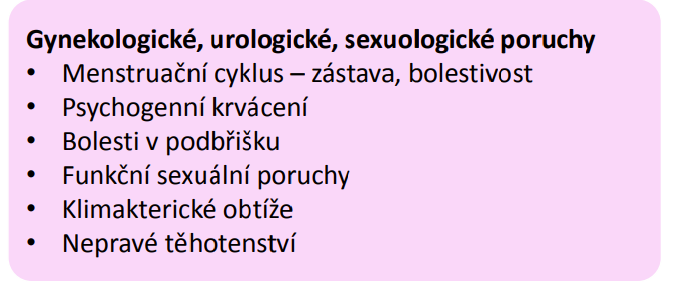 Gynekologické, urologické, sexuologické poruchy
• Menstruační cyklus – zástava, bolestivost
• Psychogenní krvácení
• Bolesti v podbřišku
• Funkční sexuální poruchy
• Klimakterické obtíže
• Nepravé těhotenství